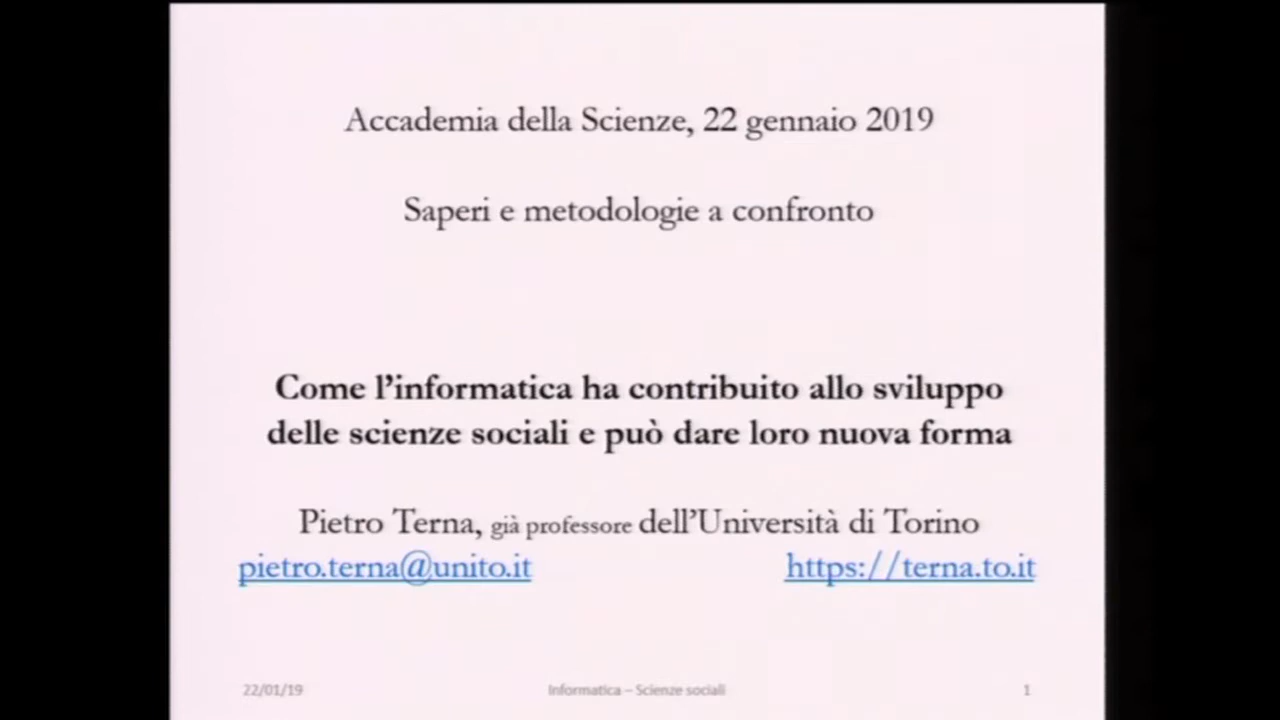 Accademia della Scienze, 22 gennaio 2019
Saperi e metodologie a confronto
Come l’informatica ha contribuito allo sviluppo
delle scienze sociali e può dare loro nuova forma
Pietro Terna, già professore dell’Università di Torino
pietro.terna@unito.it https://terna.to.it
22/01/19 Informatica – Scienze sociali 1